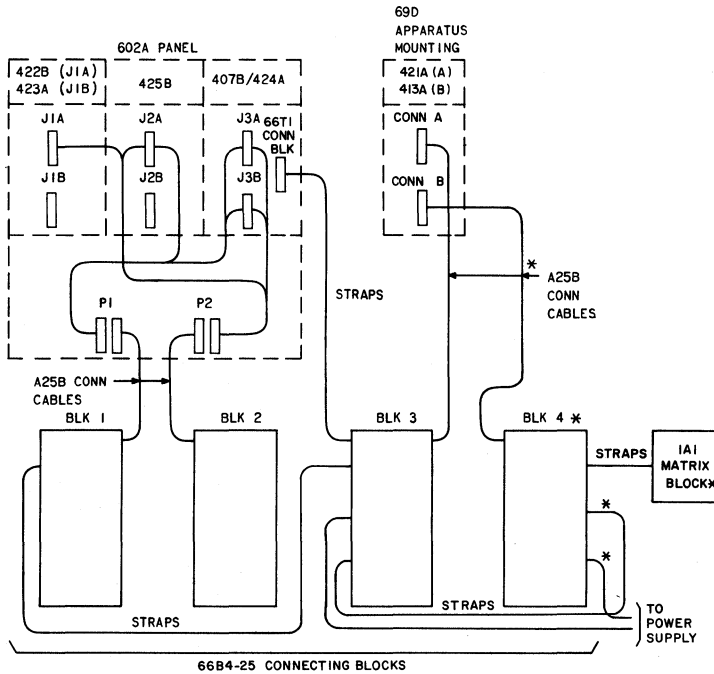 69D
APPARATUS
MOUNTING
602A PANEL
422B (J1A)
423A (J1B)
425B
407B/424A
421A (A)
413A (B)
J1A
J2A
J3A
66T1
CONN
BLK
CONN A
J1B
J2B
J3B
CONN B
*
A25B
CONN
CABLES
STRAPS
P1
P2
A25B CONN
CABLES
BLK 1
BLK 2
BLK 3
BLK 4 *
STRAPS
1A1
MATRIX
BLOCK*
*
*
STRAPS
STRAPS
TO
POWER
SUPPLY
66B4-25 CONNECTING BLOCKS